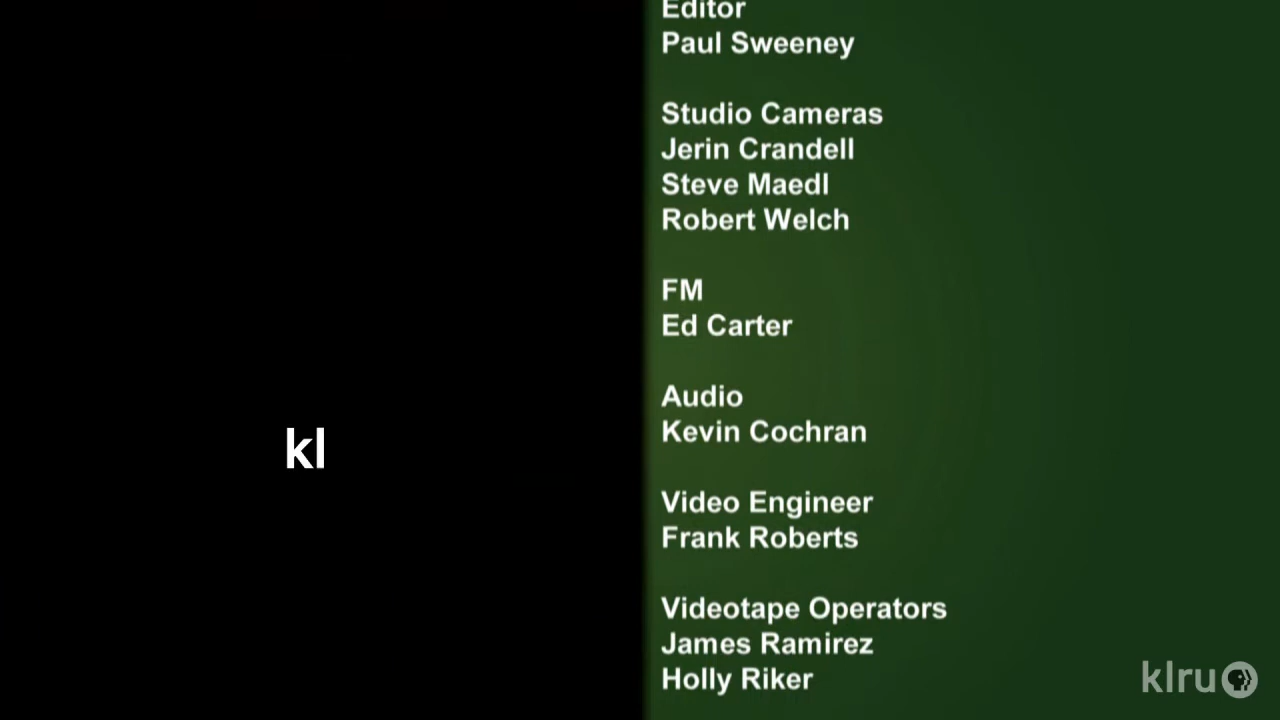 Editor
Paul Sweeney
Studio Cameras
Jerin Crandell
Steve Maedl
Robert Welch
FM
Ed Carter
Audio
Kevin Cochran
Video Engineer
Frank Roberts
Videotape Operators
James Ramirez
Holly Riker
kl
klru